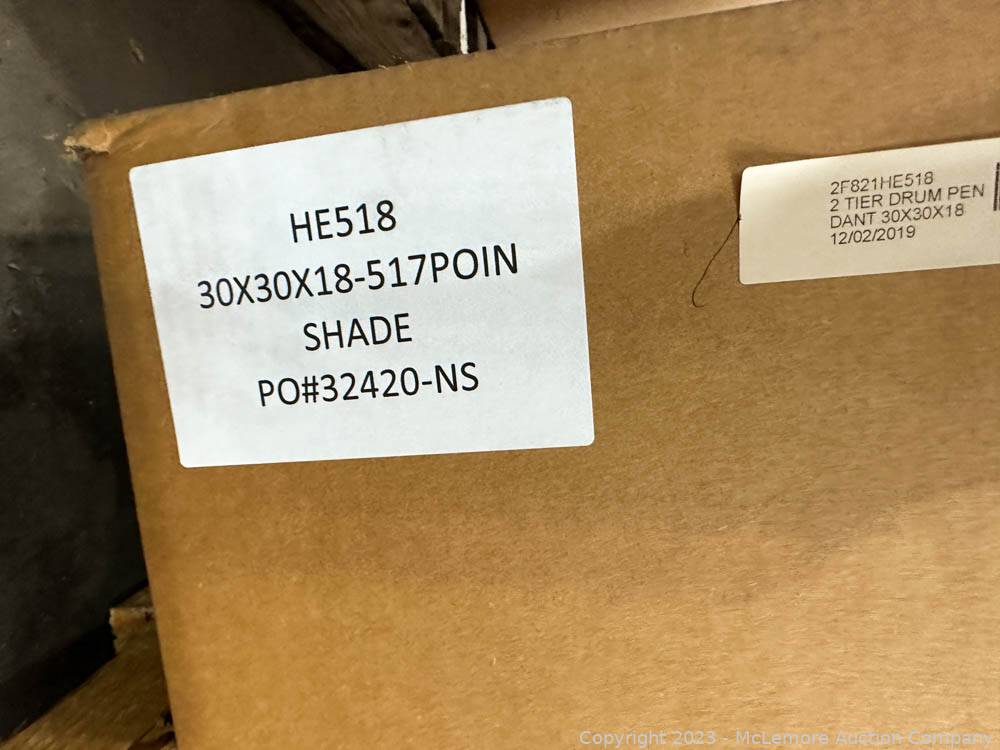 HE518
30X30X18-517POIN
SHADE
PO#32420-NS
2F821HE518
2 TIER DRUM PEN
DANT 30X30X18
12/02/2019
Copyright 2023 - McLemore Auction Company